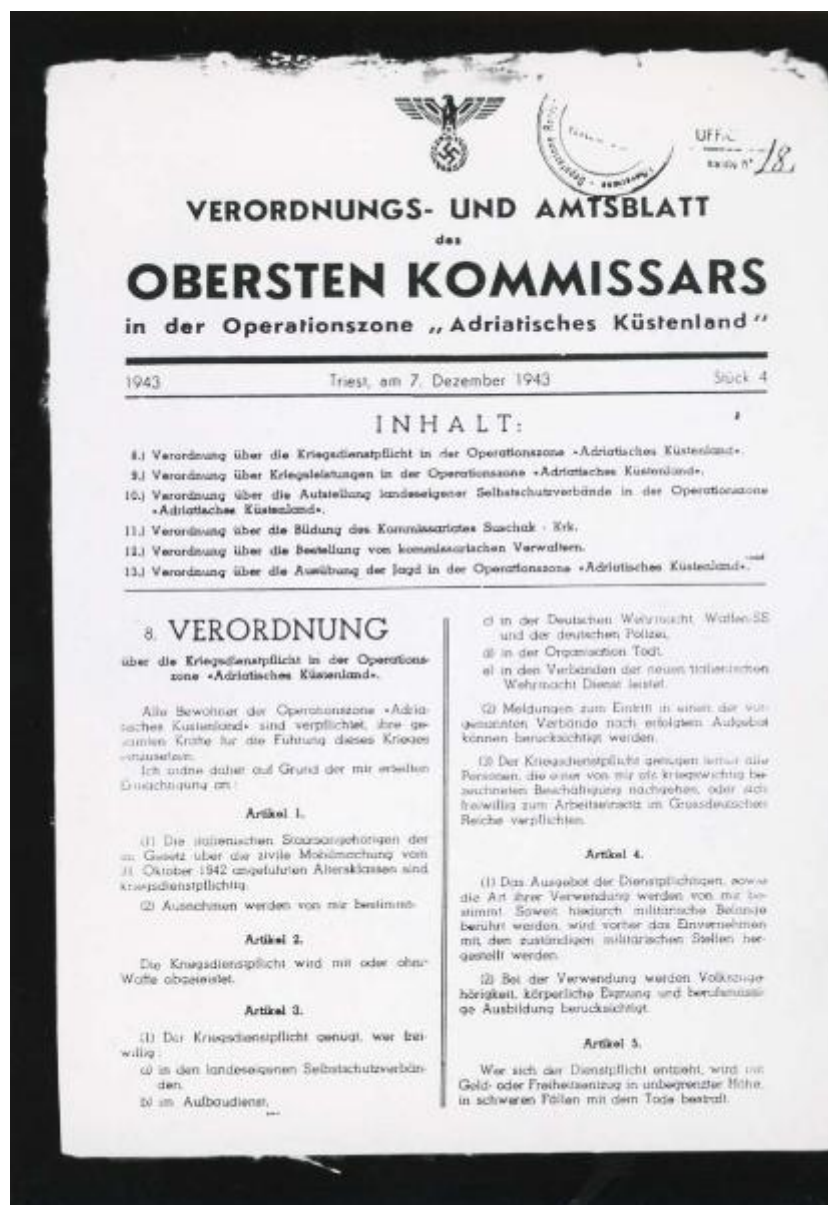 UFF.
18.
VERORDNUNGS- UND AMTSBLATT
des
OBERSTEN KOMMISSARS
in der Operationszone „Adriatisches Küstenland"
1943 Triest, am 7. Dezember 1943 Stück 4
INHALT:
8.) Verordnung über die Kriegsdienstpflicht in der Operationszone «Adriatisches Küstenland».
9.) Verordnung über Kriegsleistungen in der Operationszone «Adriatisches Küstenland».
10.) Verordnung über die Aufstellung landeseigener Selbstschutzverbände in der Operationszone
«Adriatisches Küstenland».
11.) Verordnung über die Bildung des Kommissariates Suschak - Krk.
12.) Verordnung über die Bestellung von kommissarischen Verwaltern.
13.) Verordnung über die Ausübung der Jagd in der Operationszone «Adriatisches Küstenland».
8. VERORDNUNG
über die Kriegsdienstpflicht in der Operations-
zone «Adriatisches Küstenland».
Alle Bewohner der Operationszone «Adria-
tisches Küstenland» sind verpflichtet, ihre ge-
samten Kräfte für die Führung dieses Krieges
einzusetzen.
Ich ordne daher auf Grund der mir erteilten
Ermächtigung an:
Artikel 1.
(1) Die italienischen Staatsangehörigen der
im Gesetz über die zivile Mobilmachung vom
31. Oktober 1942 angeführten Altersklassen sind
kriegsdienstpflichtig.
(2) Ausnahmen werden von mir bestimmt.
Artikel 2.
Die Kriegsdienstpflicht wird mit oder ohne
Waffe abgeleistet.
Artikel 3.
(1) Der Kriegsdienstpflicht genügt, wer frei-
willig:
a) in den landeseigenen Selbstschutzverbän-
den,
b) im Aufbaudienst,
c) in der Deutschen Wehrmacht, Waffen-SS
und der deutschen Polizei,
d) in der Organisation Todt,
e) in den Verbänden der neuen italienischen
Wehrmacht Dienst leistet.
(2) Meldungen zum Eintritt in einen der vor-
genannten Verbände nach erfolgtem Aufgebot
können berücksichtigt werden.
(3) Der Kriegsdienstpflicht genügen ferner alle
Personen, die einer von mir als kriegswichtig be-
zeichneten Beschäftigung nachgehen, oder sich
freiwillig zum Arbeitseinsatz im Grossdeutschen
Reiche verpflichten.
Artikel 4.
(1) Das Ausgebot der Dienstpflichtigen, sowie
die Art ihrer Verwendung werden von mir be-
stimmt. Soweit hiedurch militärische Belange
berührt werden, wird vorher das Einvernehmen
mit den zuständigen militärischen Stellen her-
gestellt werden.
(2) Bei der Verwendung werden Volkszuge-
hörigkeit, körperliche Eignung und berufsmässi-
ge Ausbildung berücksichtigt.
Artikel 5.
Wer sich der Dienstpflicht entzieht, wird mit
Geld- oder Freiheitsentzug in unbegrenzter Höhe,
in schweren Fällen mit dem Tode bestraft.